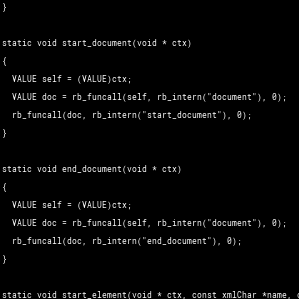 }
static void start_document(void * ctx)
{
VALUE self = (VALUE)ctx;
VALUE doc = rb_funcall(self, rb_intern("document"), 0);
rb_funcall(doc, rb_intern("start_document"), 0);
}
static void end_document(void * ctx)
{
VALUE self = (VALUE)ctx;
VALUE doc = rb_funcall(self, rb_intern("document"), 0);
rb_funcall(doc, rb_intern("end_document"), 0);
}
static void start_element(void * ctx, const xmlChar *name,